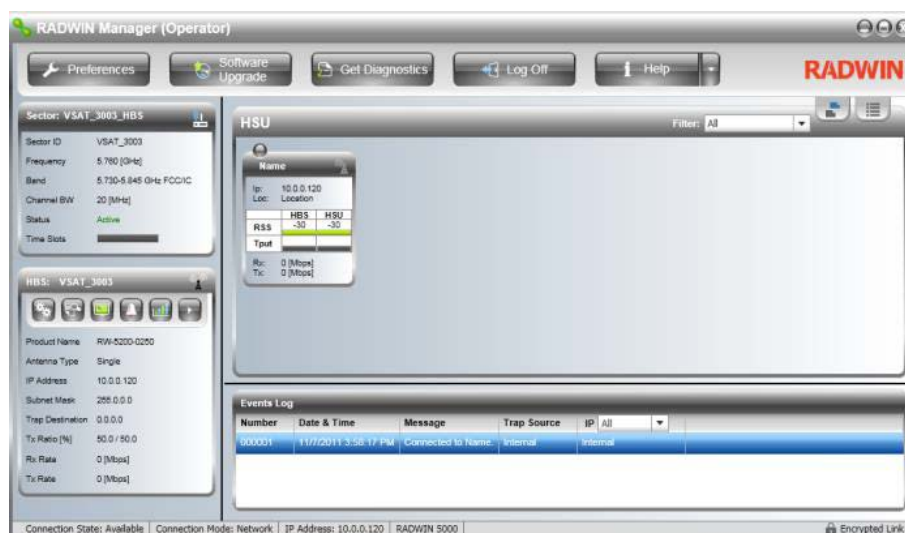 RADWIN Manager (Operator)
Preferences
Software Upgrade
Get Diagnostics
Log Off
Help
RADWIN
Sector: VSAT_3003_HBS
Sector ID VSAT_3003
Frequency 5.780 [GHz]
Band 5.730-5.845 GHz FCC/IC
Channel BW 20 [MHz]
Status Active
Time Slots
HBS: VSAT_3003
Product Name RW-5200-0250
Antenna Type Single
IP Address 10.0.0.120
Subnet Mask 255.0.0.0
Trap Destination 0.0.0.0
Tx Ratio [%] 50.0 / 50.0
Rx Rate 0 [Mbps]
Tx Rate 0 [Mbps]
HSU
Filter: All
Name
Ip: 10.0.0.120
Loc: Location
HBS HSU
RSS -30 -30
Tput
Rx: 0 [Mbps]
Tx: 0 [Mbps]
Events Log
Number Date & Time Message Trap Source IP All
000001 11/7/2011 3:58:17 PM Connected to Name. Internal Internal
Connection State: Available Connection Mode: Network IP Address: 10.0.0.120 RADWIN 5000 Encrypted Link